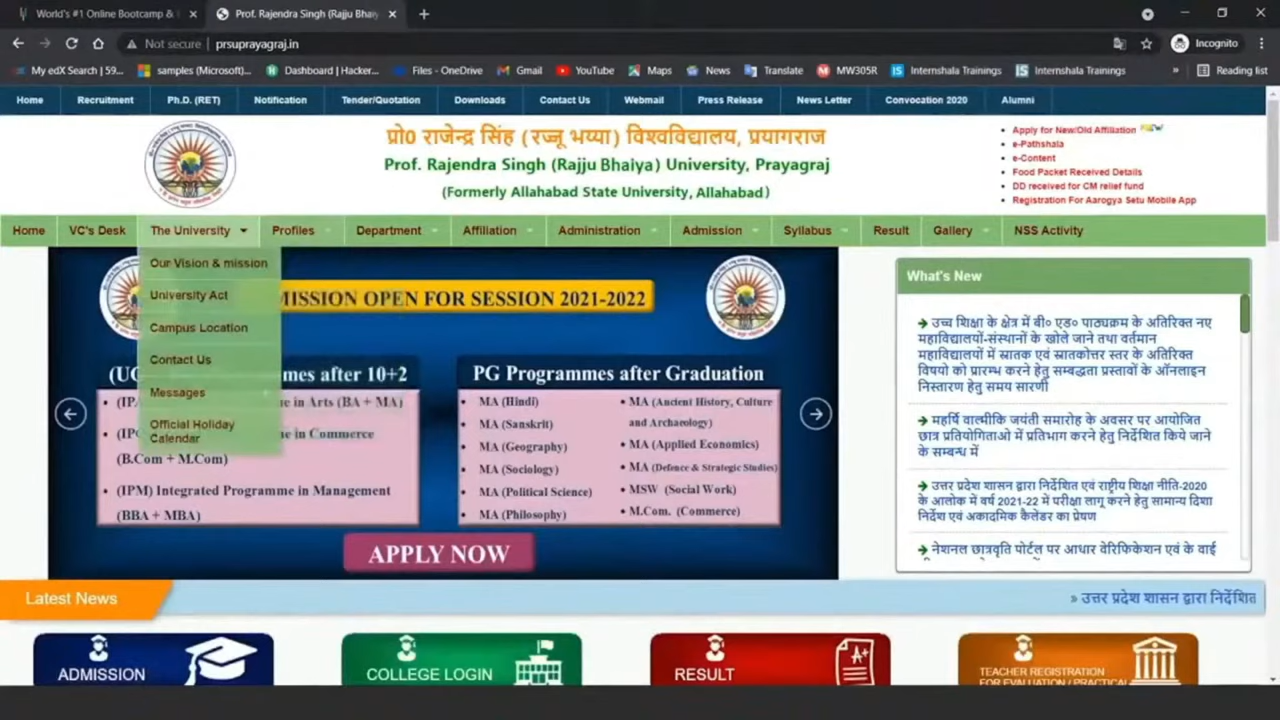 World's #1 Online Bootcamp &
Prof. Rajendra Singh (Rajju Bhaiy
Not secure | prsuprayagraj.in
Incognito
My edX Search | 59...
samples (Microsoft)...
Dashboard | Hacker...
Files - OneDrive
Gmail
YouTube
Maps
News
Translate
MW305R
Internshala Trainings
Internshala Trainings
»
Reading list
Home
Recruitment
Ph.D. (RET)
Notification
Tender/Quotation
Downloads
Contact Us
Webmail
Press Release
News Letter
Convocation 2020
Alumni
प्रो0 राजेन्द्र सिंह (रज्जू भय्या) विश्वविद्यालय, प्रयागराज
Prof. Rajendra Singh (Rajju Bhaiya) University, Prayagraj
(Formerly Allahabad State University, Allahabad)
Apply for New/Old Affiliation
e-Pathshala
e-Content
Food Packet Received Details
DD received for CM relief fund
Registration For Aarogya Setu Mobile App
Home
VC's Desk
The University
Profiles
Department
Affiliation
Administration
Admission
Syllabus
Result
Gallery
NSS Activity
Our Vision & mission
University Act
Campus Location
Contact Us
Messages
Official Holiday
Calendar
MISSION OPEN FOR SESSION 2021-2022
(UG mes after 10+2
(IPA e in Arts (BA + MA)
(IPC e in Commerce
(B.Com + M.Com)
(IPM) Integrated Programme in Management
(BBA + MBA)
PG Programmes after Graduation
MA (Hindi)
MA (Sanskrit)
MA (Geography)
MA (Sociology)
MA (Political Science)
MA (Philosophy)
MA (Ancient History, Culture
and Archaeology)
MA (Applied Economics)
MA (Defence & Strategic Studies)
MSW (Social Work)
M.Com. (Commerce)
APPLY NOW
What's New
उच्च शिक्षा के क्षेत्र में बी० एड० पाठ्यक्रम के अतिरिक्त नए
महाविद्यालयों-संस्थानों के खोले जाने तथा वर्तमान
महाविद्यालयों में स्नातक एवं स्नातकोत्तर स्तर के अतिरिक्त
विषयो को प्रारम्भ करने हेतु सम्बद्धता प्रस्तावों के ऑनलाइन
निस्तारण हेतु समय सारणी
महर्षि वाल्मीकि जयंती समारोह के अवसर पर आयोजित
छात्र प्रतियोगिताओ में प्रतिभाग करने हेतु निर्देशित किये जाने
के सम्बन्ध में
उत्तर प्रदेश शासन द्वारा निर्देशित एवं राष्ट्रीय शिक्षा नीति-2020
के आलोक में वर्ष 2021-22 में परीक्षा लागू करने हेतु सामान्य दिशा
निर्देश एवं अकादमिक कैलेंडर का प्रेषण
नेशनल छात्रवृति पोर्टल पर आधार वेरिफिकेशन एवं के वाई
Latest News
» उत्तर प्रदेश शासन द्वारा निर्देशित
ADMISSION
COLLEGE LOGIN
RESULT
A+
TEACHER REGISTRATION
FOR EVALUATION / PRACTICAL